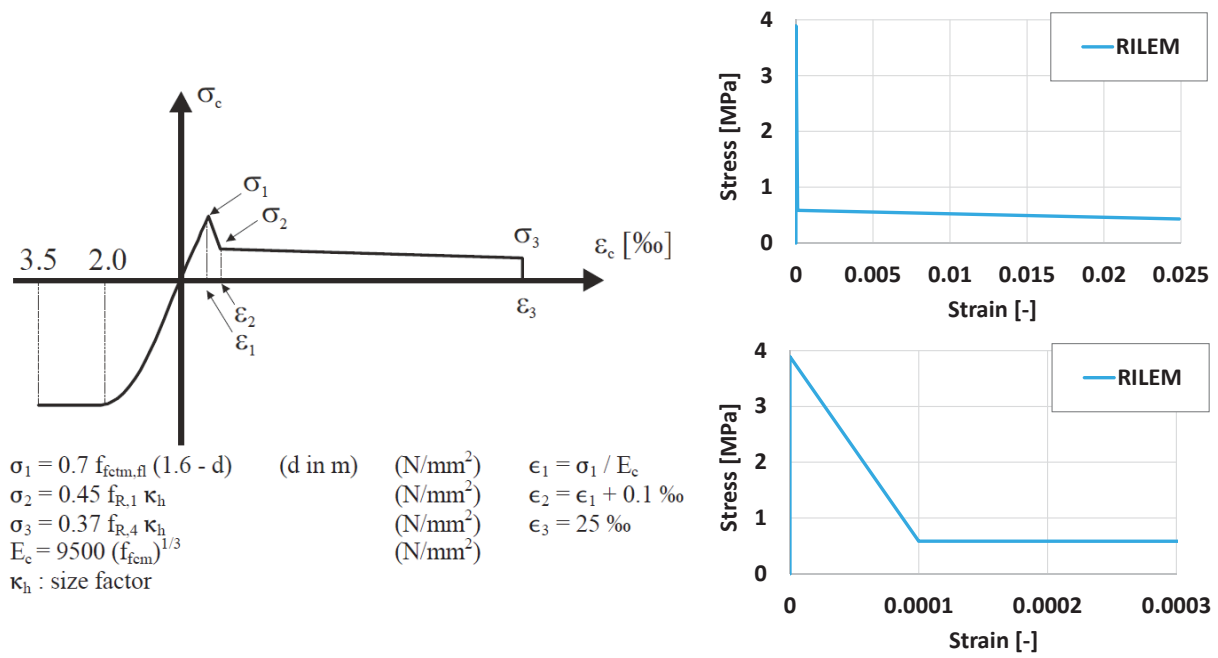 σc
σ1
σ2
3.5 2.0
σ3
εc [‰]
ε2
ε1
ε3
σ1 = 0.7 ffctm,fl (1.6 - d) (d in m) (N/mm²) ϵ1 = σ1 / Ec
σ2 = 0.45 fR,1 κh (N/mm²) ϵ2 = ϵ1 + 0.1 ‰
σ3 = 0.37 fR,4 κh (N/mm²) ϵ3 = 25 ‰
Ec = 9500 (ffcm)1/3 (N/mm²)
κh : size factor
RILEM
Stress [MPa]
4
3
2
1
0
0 0.005 0.01 0.015 0.02 0.025
Strain [-]
RILEM
Stress [MPa]
4
3
2
1
0
0 0.0001 0.0002 0.0003
Strain [-]